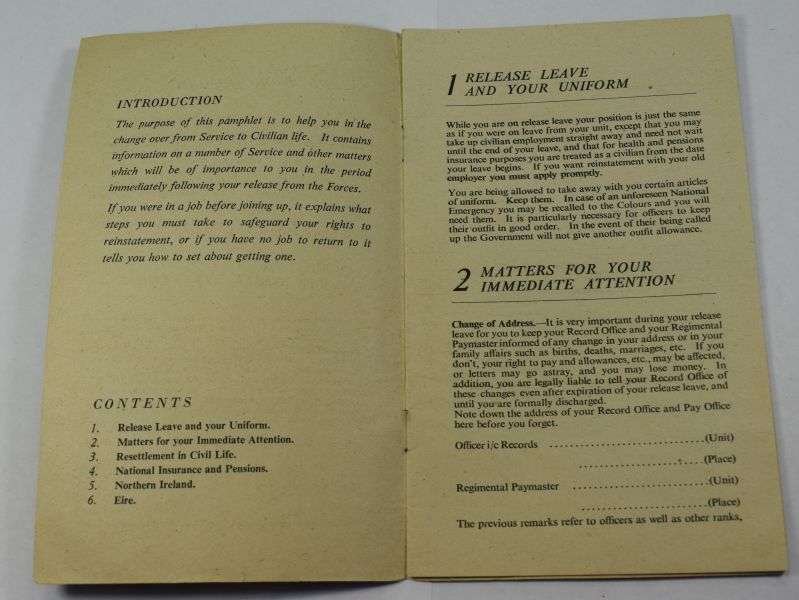 INTRODUCTION
The purpose of this pamphlet is to help you in the
change over from Service to Civilian life. It contains
information on a number of Service and other matters
which will be of importance to you in the period
immediately following your release from the Forces.
If you were in a job before joining up, it explains what
steps you must take to safeguard your rights to
reinstatement, or if you have no job to return to it
tells you how to set about getting one.
CONTENTS
1. Release Leave and your Uniform.
2. Matters for your Immediate Attention.
3. Resettlement in Civil Life.
4. National Insurance and Pensions.
5. Northern Ireland.
6. Eire.
1 RELEASE LEAVE
AND YOUR UNIFORM
While you are on release leave your position is just the same
as if you were on leave from your unit, except that you may
take up civilian employment straight away and need not wait
until the end of your leave, and that for health and pensions
insurance purposes you are treated as a civilian from the date
your leave begins. If you want reinstatement with your old
employer you must apply promptly.
You are being allowed to take away with you certain articles
of uniform. Keep them. In case of an unforeseen National
Emergency you may be recalled to the Colours and you will
need them. It is particularly necessary for officers to keep
their outfit in good order. In the event of their being called
up the Government will not give another outfit allowance.
2 MATTERS FOR YOUR
IMMEDIATE ATTENTION
Change of Address.—It is very important during your release
leave for you to keep your Record Office and your Regimental
Paymaster informed of any change in your address or in your
family affairs such as births, deaths, marriages, etc. If you
don't, your right to pay and allowances, etc., may be affected,
or letters may go astray, and you may lose money. In
addition, you are legally liable to tell your Record Office of
these changes even after expiration of your release leave, and
until you are formally discharged.
Note down the address of your Record Office and Pay Office
here before you forget.
Officer i/c Records ................................(Unit)
................................(Place)
Regimental Paymaster ................................(Unit)
................................(Place)
The previous remarks refer to officers as well as other ranks.